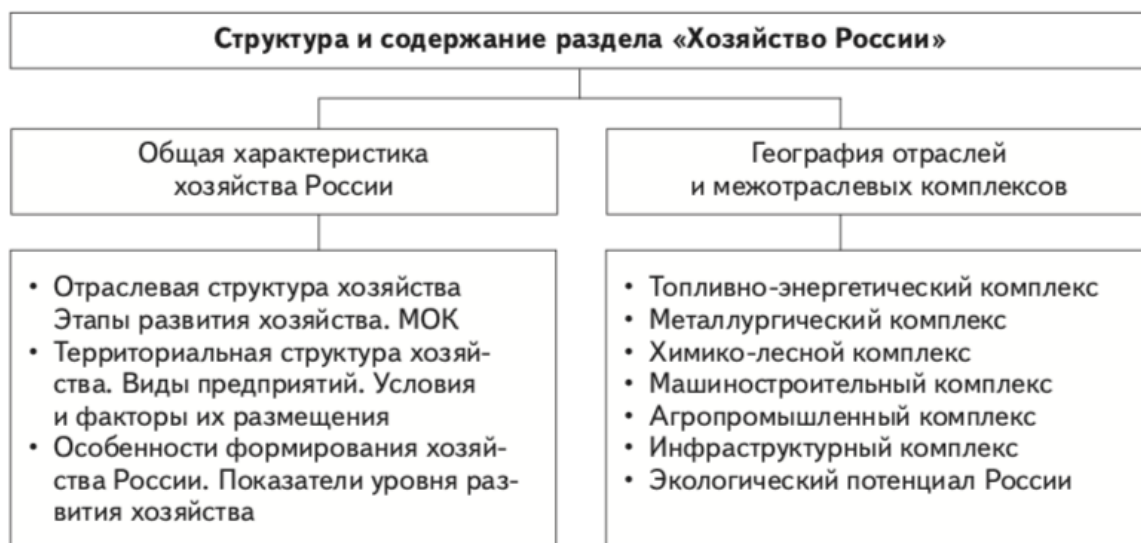 Структура и содержание раздела «Хозяйство России»
Общая характеристика
хозяйства России
• Отраслевая структура хозяйства
Этапы развития хозяйства. МОК
• Территориальная структура хозяй-
ства. Виды предприятий. Условия
и факторы их размещения
• Особенности формирования хозяй-
ства России. Показатели уровня раз-
вития хозяйства
География отраслей
и межотраслевых комплексов
• Топливно-энергетический комплекс
• Металлургический комплекс
• Химико-лесной комплекс
• Машиностроительный комплекс
• Агропромышленный комплекс
• Инфраструктурный комплекс
• Экологический потенциал России